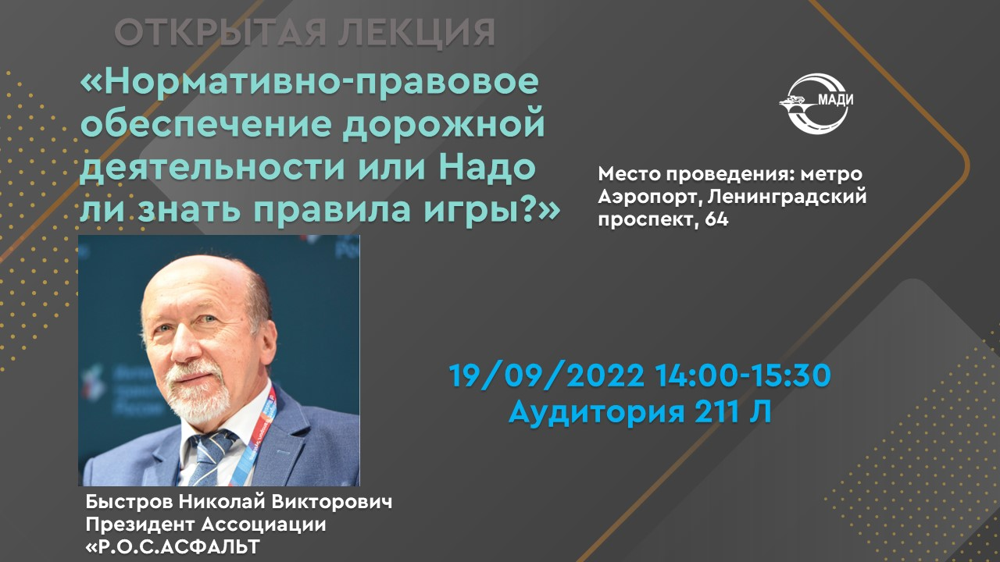 ОТКРЫТАЯ ЛЕКЦИЯ
«Нормативно-правовое
обеспечение дорожной
деятельности или Надо
ли знать правила игры?»
МАДИ
Место проведения: метро
Аэропорт, Ленинградский
проспект, 64
19/09/2022 14:00-15:30
Аудитория 211 Л
Быстров Николай Викторович
Президент Ассоциации
«Р.О.С.АСФАЛЬТ